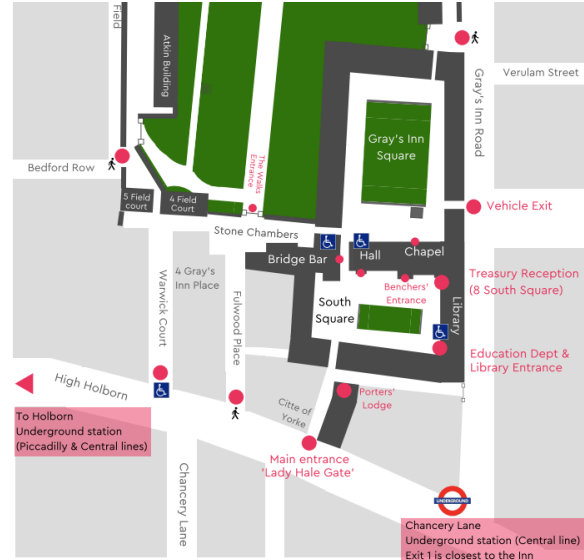 Field
Atkin Building
Gray's Inn Road
Verulam Street
Gray's Inn
Square
Bedford Row
The Walks
Entrance
5 Field
court
4 Field
Court
Vehicle Exit
Stone Chambers
Bridge Bar
Hall
Chapel
4 Gray's
Inn Place
Benchers'
Entrance
Treasury Reception
(8 South Square)
Warwick Court
Fulwood Place
South
Square
Library
Education Dept &
Library Entrance
High Holborn
Citte of
Yorke
Porters'
Lodge
To Holborn
Underground station
(Piccadilly & Central lines)
Main entrance
'Lady Hale Gate'
Chancery Lane
UNDERGROUND
Chancery Lane
Underground station (Central line)
Exit 1 is closest to the Inn